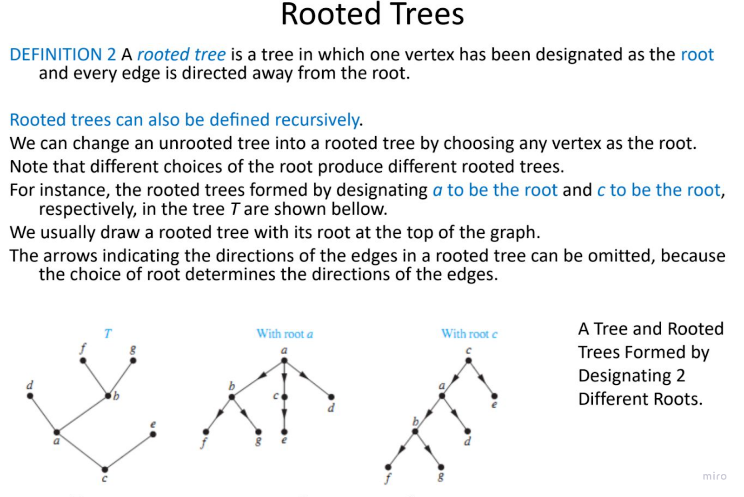 Rooted Trees
DEFINITION 2 A rooted tree is a tree in which one vertex has been designated as the root
and every edge is directed away from the root.
Rooted trees can also be defined recursively.
We can change an unrooted tree into a rooted tree by choosing any vertex as the root.
Note that different choices of the root produce different rooted trees.
For instance, the rooted trees formed by designating a to be the root and c to be the root,
respectively, in the tree T are shown bellow.
We usually draw a rooted tree with its root at the top of the graph.
The arrows indicating the directions of the edges in a rooted tree can be omitted, because
the choice of root determines the directions of the edges.
T
f g
d
b
e
a
c
With root a
a
b
c
d
f g e
With root c
c
a
e
b
d
f g
A Tree and Rooted
Trees Formed by
Designating 2
Different Roots.
miro